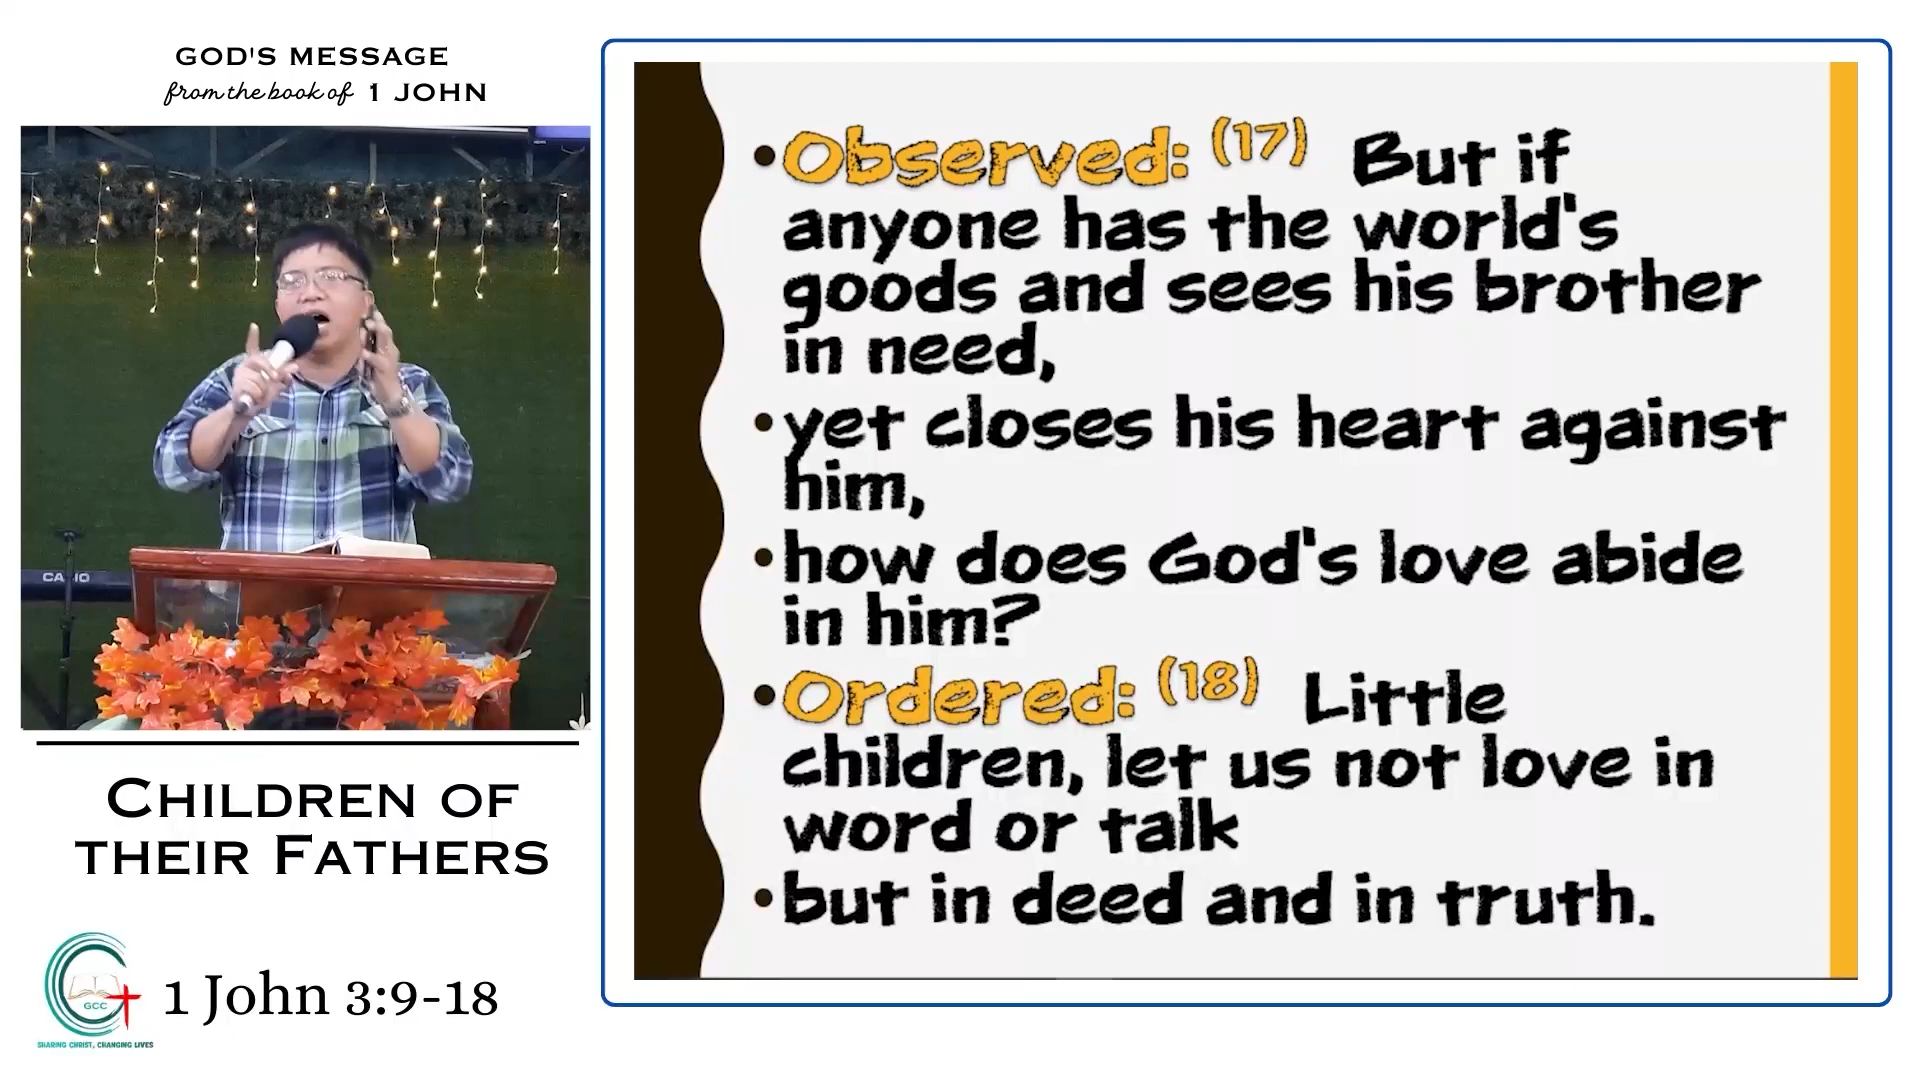 GOD'S MESSAGE
from the book of 1 JOHN
CASIO
CHILDREN OF
THEIR FATHERS
GCC
SHARING CHRIST, CHANGING LIVES
1 John 3:9-18
•Observed: (17) But if
anyone has the world's
goods and sees his brother
in need,
•yet closes his heart against
him,
•how does God's love abide
in him?
•Ordered: (18) Little
children, let us not love in
word or talk
•but in deed and in truth.